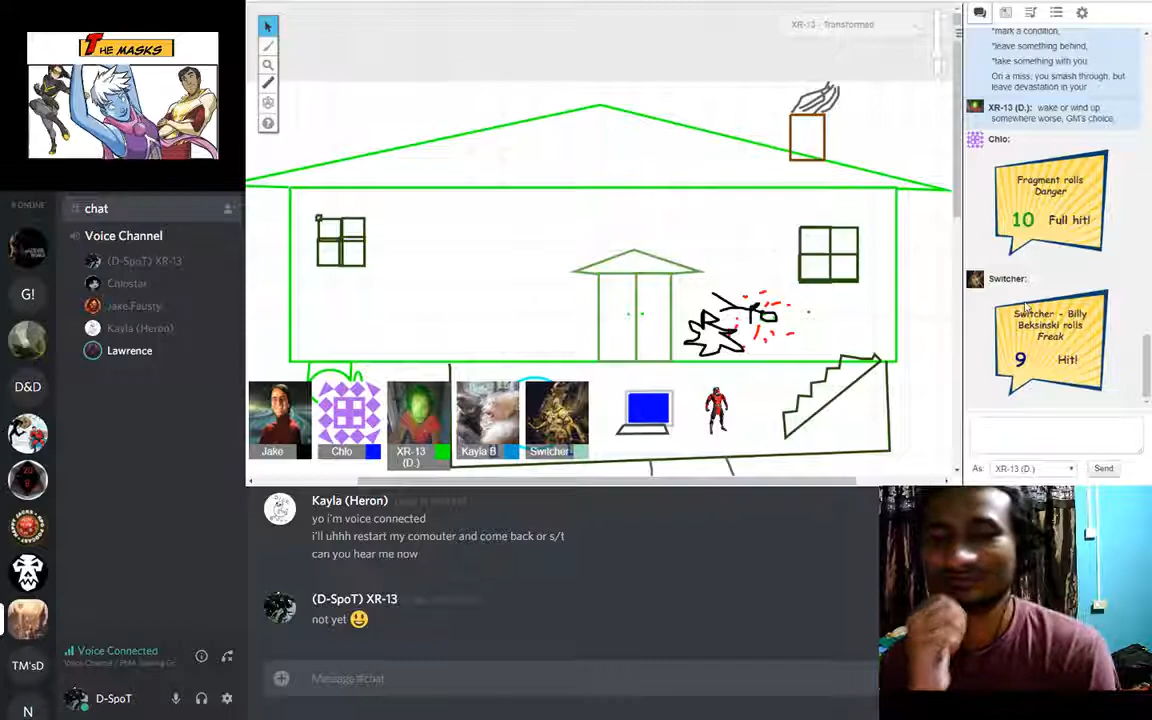 THE MASKS
8 ONLINE
chat
Voice Channel
(D-SpoT) XR-13
Colostar
Jake Fausty
Kayla (Heron)
Lawrence
G!
D&D
TM'sD
N
Voice Connected
D-SpoT
XR-13 - Transformed
Jake
Chlo
XR-13
(D.)
Kayla B
Switcher
Kayla (Heron)
yo i'm voice connected
i'll uhhh restart my comouter and come back or s/t
can you hear me now
(D-SpoT) XR-13
not yet
Message #chat
*mark a condition,
*leave something behind,
*take something with you
On a miss, you smash through, but
leave devastation in your
XR-13 (D.): wake or wind up
somewhere worse, GM's choice.
Chlo:
Fragment rolls
Danger
10 Full hit!
Switcher:
Switcher - Billy
Beksinski rolls
Freak
9 Hit!
As: XR-13 (D.)
Send